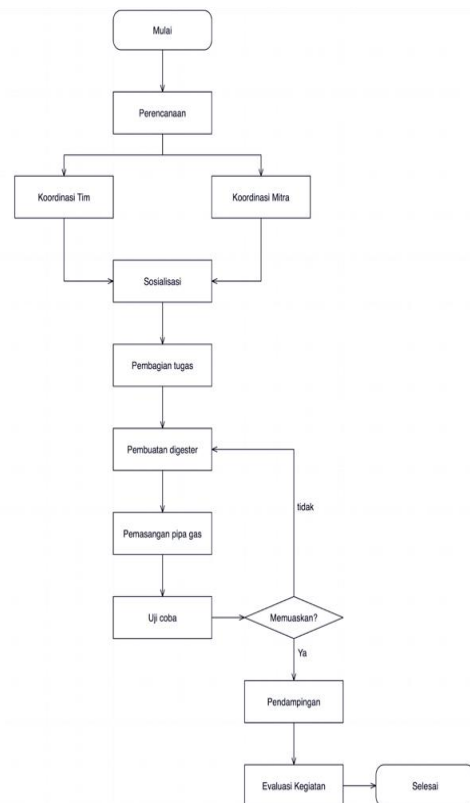 Mulai
Perencanaan
Koordinasi Tim
Koordinasi Mitra
Sosialisasi
Pembagian tugas
Pembuatan digester
tidak
Pemasangan pipa gas
Uji coba
Memuaskan?
Ya
Pendampingan
Evaluasi Kegiatan
Selesai